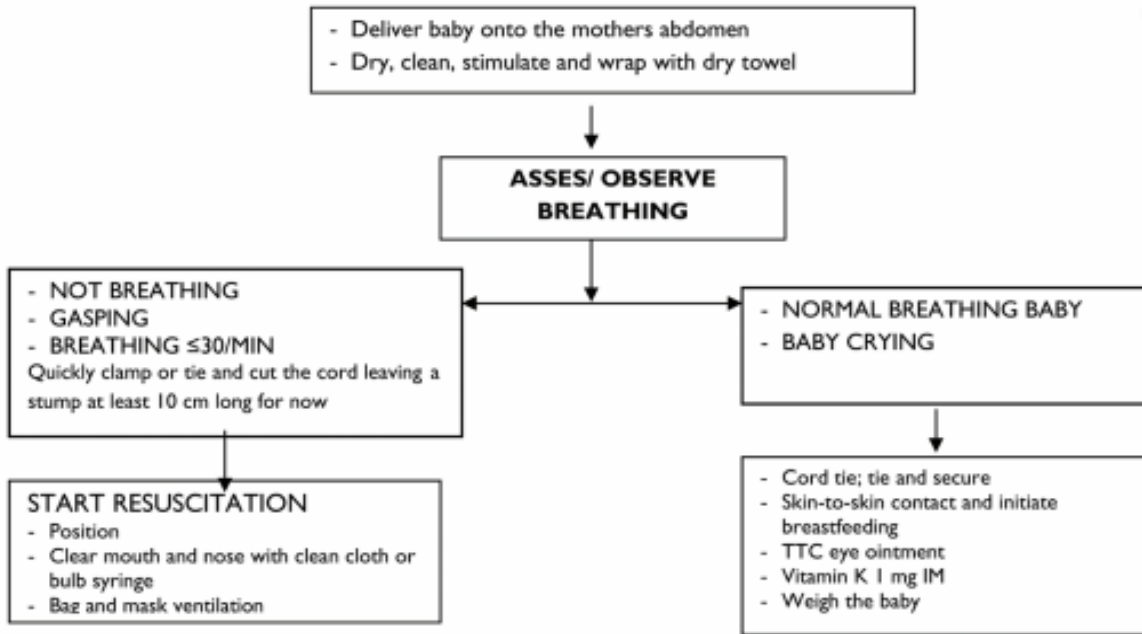 - Deliver baby onto the mothers abdomen
- Dry, clean, stimulate and wrap with dry towel
ASSES/ OBSERVE
BREATHING
- NOT BREATHING
- GASPING
- BREATHING ≤30/MIN
Quickly clamp or tie and cut the cord leaving a
stump at least 10 cm long for now
- NORMAL BREATHING BABY
- BABY CRYING
START RESUSCITATION
- Position
- Clear mouth and nose with clean cloth or
bulb syringe
- Bag and mask ventilation
- Cord tie; tie and secure
- Skin-to-skin contact and initiate
breastfeeding
- TTC eye ointment
- Vitamin K 1 mg IM
- Weigh the baby